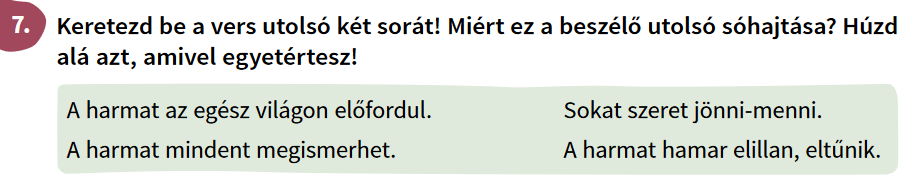 7. Keretezd be a vers utolsó két sorát! Miért ez a beszélő utolsó sóhajtása? Húzd
alá azt, amivel egyetértesz!
A harmat az egész világon előfordul. Sokat szeret jönni-menni.
A harmat mindent megismerhet. A harmat hamar elillan, eltűnik.